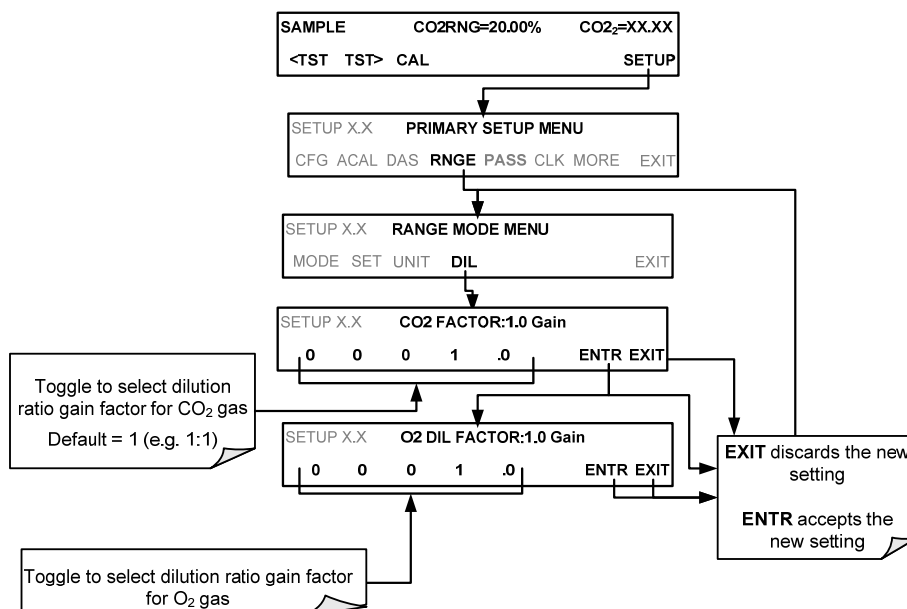 SAMPLE CO2RNG=20.00% CO2₂=XX.XX
<TST TST> CAL SETUP
SETUP X.X PRIMARY SETUP MENU
CFG ACAL DAS RNGE PASS CLK MORE EXIT
SETUP X.X RANGE MODE MENU
MODE SET UNIT DIL EXIT
SETUP X.X CO2 FACTOR:1.0 Gain
0 0 0 1 .0 ENTR EXIT
Toggle to select dilution
ratio gain factor for CO₂ gas
Default = 1 (e.g. 1:1)
SETUP X.X O2 DIL FACTOR:1.0 Gain
0 0 0 1 .0 ENTR EXIT
EXIT discards the new
setting
ENTR accepts the
new setting
Toggle to select dilution ratio gain factor
for O₂ gas